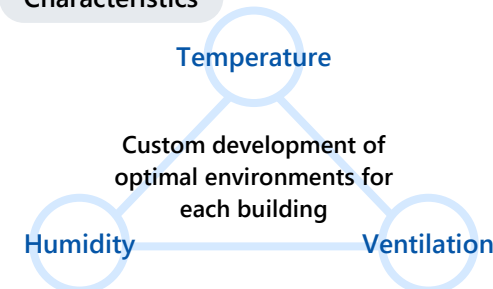 Characteristics
Temperature
Custom development of
optimal environments for
each building
Humidity
Ventilation